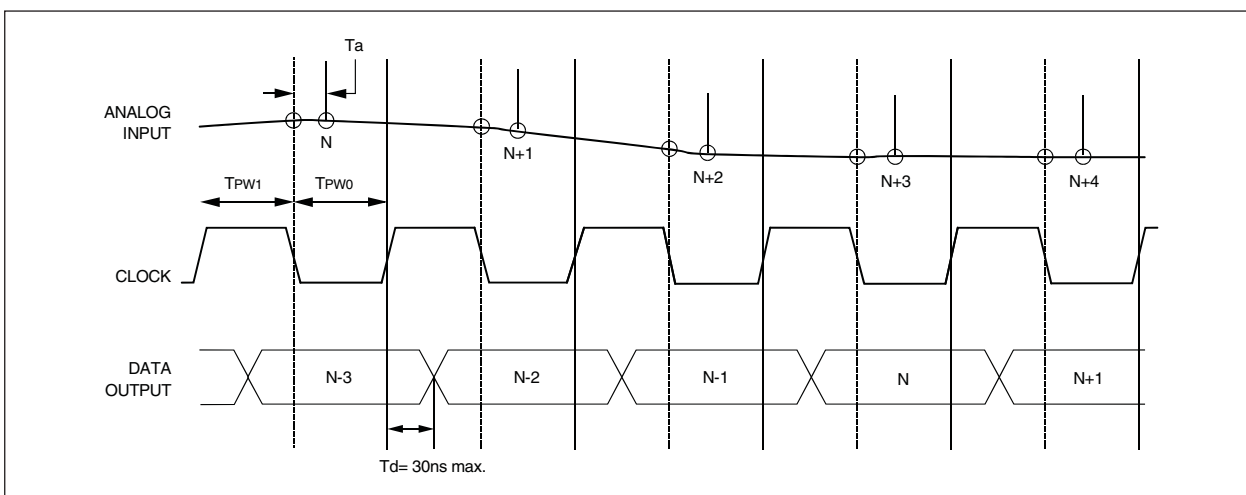 Ta
ANALOG
INPUT
N
N+1
N+2
N+3
N+4
TPW1
TPW0
CLOCK
DATA
OUTPUT
N-3
N-2
N-1
N
N+1
Td= 30ns max.